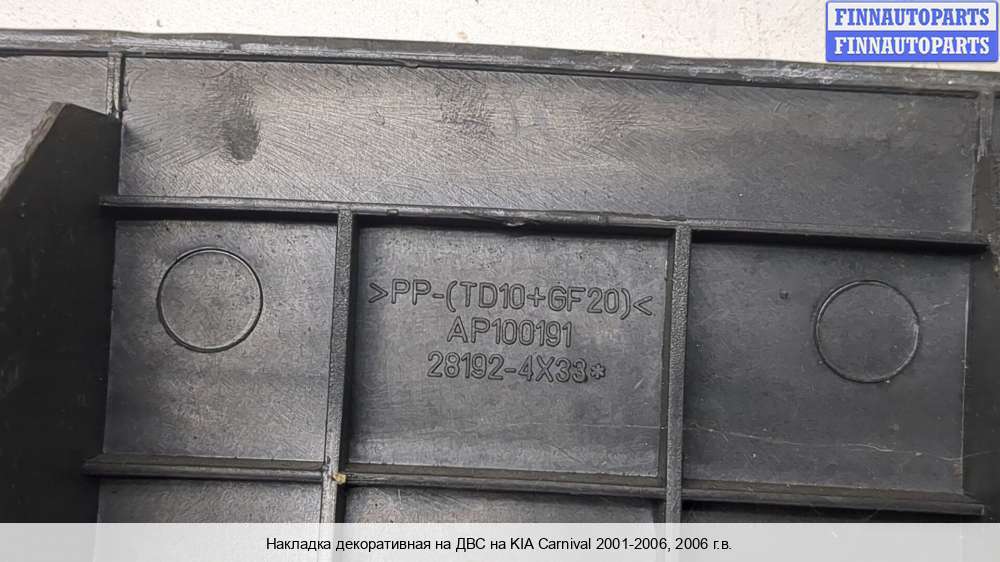 FINNAUTOPARTS
FINNAUTOPARTS
>PP-(TD10+GF20)<
AP100191
28192-4X33*
Накладка декоративная на ДВС на KIA Carnival 2001-2006, 2006 г.в.